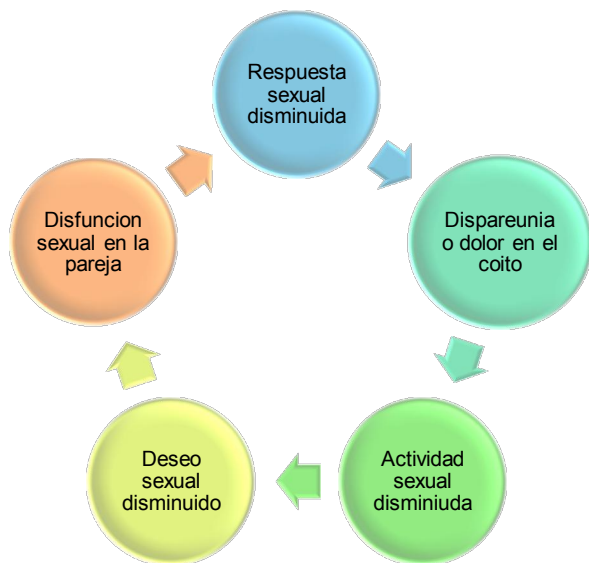 Respuesta
sexual
disminuida
Dispareunia
o dolor en el
coito
Actividad
sexual
disminiuda
Deseo
sexual
disminuido
Disfuncion
sexual en la
pareja